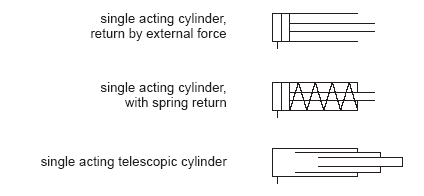 single acting cylinder,
return by external force
single acting cylinder,
with spring return
single acting telescopic cylinder